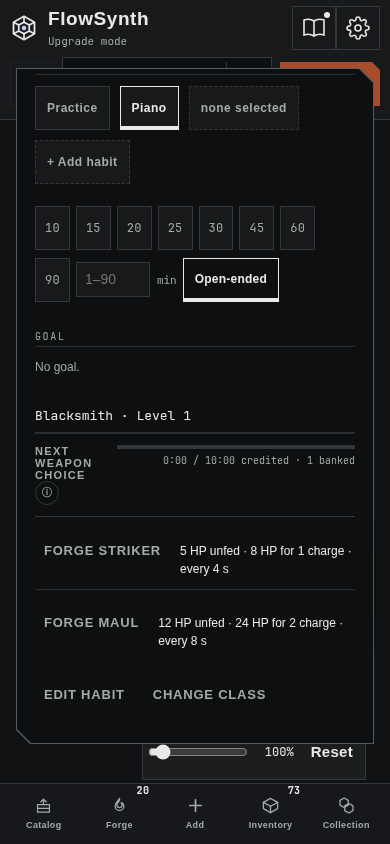 FlowSynth
Upgrade mode
Practice
Piano
none selected
+ Add habit
10
15
20
25
30
45
60
90
1–90
min
Open-ended
GOAL
No goal.
Blacksmith · Level 1
NEXT
WEAPON
CHOICE
0:00 / 10:00 credited · 1 banked
FORGE STRIKER
5 HP unfed · 8 HP for 1 charge ·
every 4 s
FORGE MAUL
12 HP unfed · 24 HP for 2 charge ·
every 8 s
EDIT HABIT
CHANGE CLASS
100%
Reset
20
73
Catalog
Forge
Add
Inventory
Collection